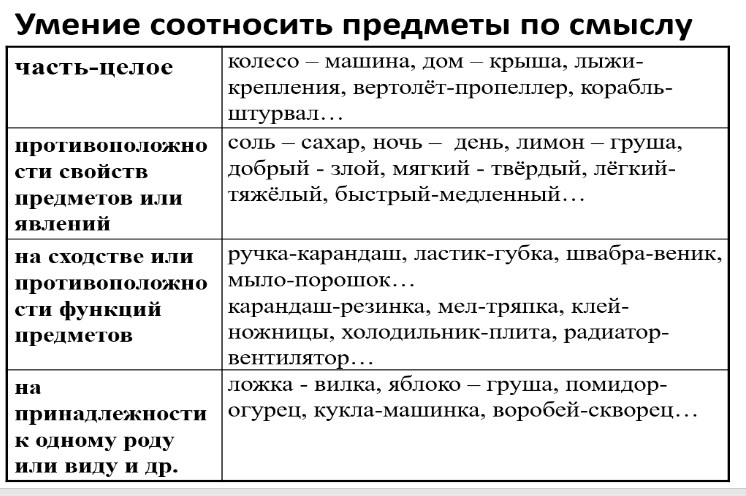 Умение соотносить предметы по смыслу
часть-целое
колесо – машина, дом – крыша, лыжи-
крепления, вертолёт-пропеллер, корабль-
штурвал…
противоположно
сти свойств
предметов или
явлений
соль – сахар, ночь – день, лимон – груша,
добрый - злой, мягкий - твёрдый, лёгкий-
тяжёлый, быстрый-медленный…
на сходстве или
противоположно
сти функций
предметов
ручка-карандаш, ластик-губка, швабра-веник,
мыло-порошок…
карандаш-резинка, мел-тряпка, клей-
ножницы, холодильник-плита, радиатор-
вентилятор…
на
принадлежности
к одному роду
или виду и др.
ложка - вилка, яблоко – груша, помидор-
огурец, кукла-машинка, воробей-скворец…